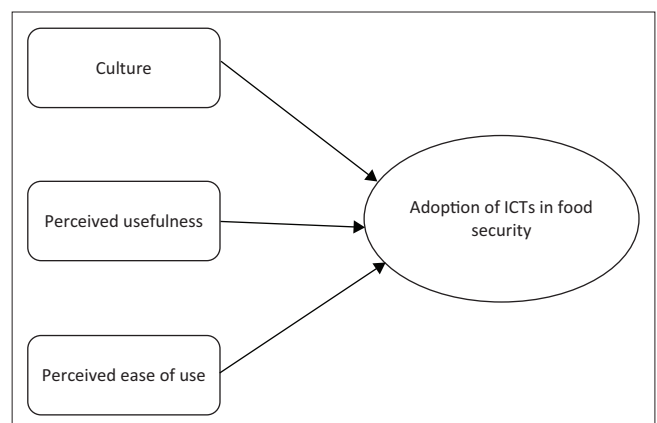 Culture
Perceived usefulness
Adoption of ICTs in food
security
Perceived ease of use